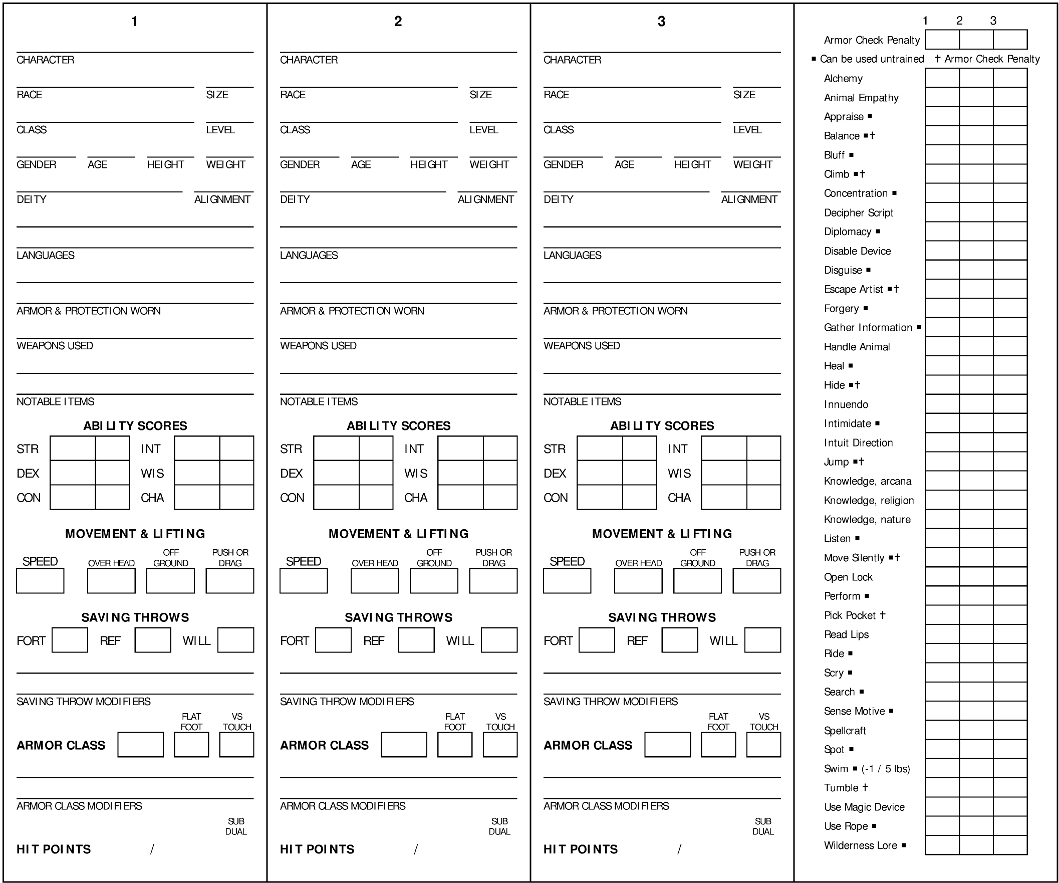 1
CHARACTER
RACE SIZE
CLASS LEVEL
GENDER AGE HEIGHT WEIGHT
DEITY ALIGNMENT
LANGUAGES
ARMOR & PROTECTION WORN
WEAPONS USED
NOTABLE ITEMS
ABILITY SCORES
STR INT
DEX WIS
CON CHA
MOVEMENT & LIFTING
SPEED OVER HEAD OFF GROUND PUSH OR DRAG
SAVING THROWS
FORT REF WILL
SAVING THROW MODIFIERS
FLAT FOOT VS TOUCH
ARMOR CLASS
ARMOR CLASS MODIFIERS
SUB DUAL
HIT POINTS /
2
CHARACTER
RACE SIZE
CLASS LEVEL
GENDER AGE HEIGHT WEIGHT
DEITY ALIGNMENT
LANGUAGES
ARMOR & PROTECTION WORN
WEAPONS USED
NOTABLE ITEMS
ABILITY SCORES
STR INT
DEX WIS
CON CHA
MOVEMENT & LIFTING
SPEED OVER HEAD OFF GROUND PUSH OR DRAG
SAVING THROWS
FORT REF WILL
SAVING THROW MODIFIERS
FLAT FOOT VS TOUCH
ARMOR CLASS
ARMOR CLASS MODIFIERS
SUB DUAL
HIT POINTS /
3
CHARACTER
RACE SIZE
CLASS LEVEL
GENDER AGE HEIGHT WEIGHT
DEITY ALIGNMENT
LANGUAGES
ARMOR & PROTECTION WORN
WEAPONS USED
NOTABLE ITEMS
ABILITY SCORES
STR INT
DEX WIS
CON CHA
MOVEMENT & LIFTING
SPEED OVER HEAD OFF GROUND PUSH OR DRAG
SAVING THROWS
FORT REF WILL
SAVING THROW MODIFIERS
FLAT FOOT VS TOUCH
ARMOR CLASS
ARMOR CLASS MODIFIERS
SUB DUAL
HIT POINTS /
1 2 3
Armor Check Penalty
▪ Can be used untrained † Armor Check Penalty
Alchemy
Animal Empathy
Appraise ▪
Balance ▪†
Bluff ▪
Climb ▪†
Concentration ▪
Decipher Script
Diplomacy ▪
Disable Device
Disguise ▪
Escape Artist ▪†
Forgery ▪
Gather Information ▪
Handle Animal
Heal ▪
Hide ▪†
Innuendo
Intimidate ▪
Intuit Direction
Jump ▪†
Knowledge, arcana
Knowledge, religion
Knowledge, nature
Listen ▪
Move Silently ▪†
Open Lock
Perform ▪
Pick Pocket †
Read Lips
Ride ▪
Scry ▪
Search ▪
Sense Motive ▪
Spellcraft
Spot ▪
Swim ▪ (-1 / 5 lbs)
Tumble †
Use Magic Device
Use Rope ▪
Wilderness Lore ▪